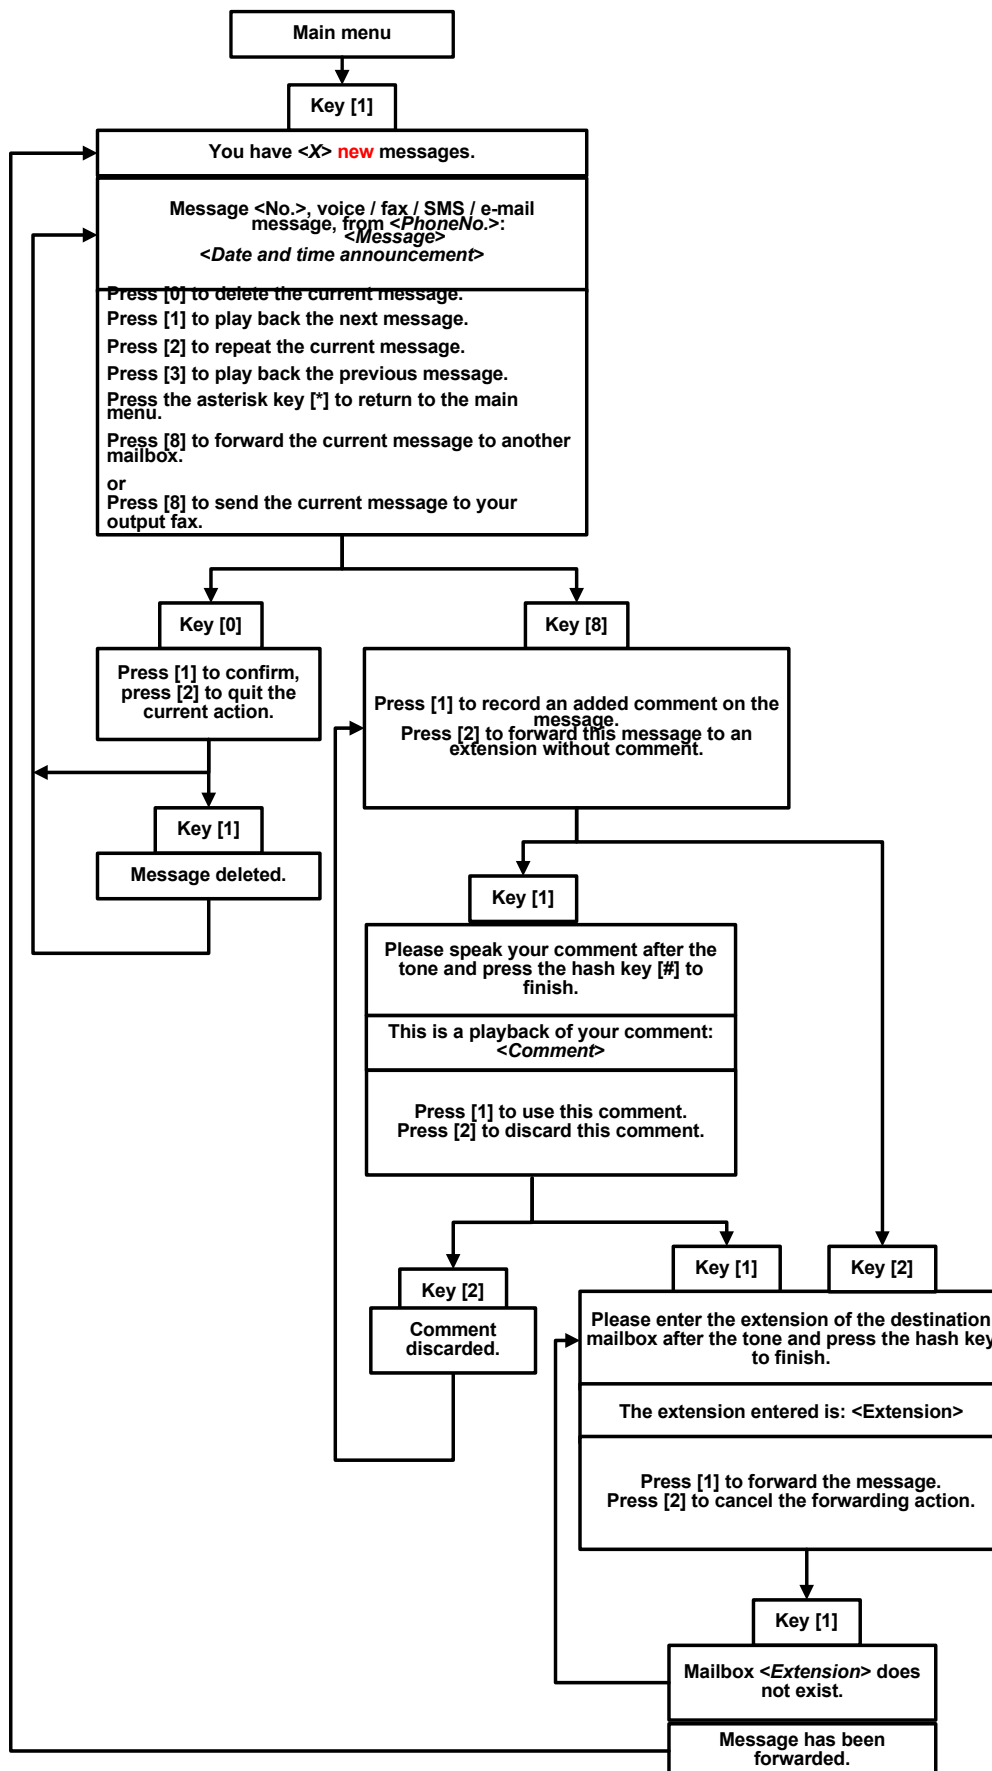 Main menu
Key [1]
You have <X> new messages.
Message <No.>, voice / fax / SMS / e-mail
message, from <PhoneNo.>:
<Message>
<Date and time announcement>
Press [0] to delete the current message.
Press [1] to play back the next message.
Press [2] to repeat the current message.
Press [3] to play back the previous message.
Press the asterisk key [*] to return to the main
menu.
Press [8] to forward the current message to another
mailbox.
or
Press [8] to send the current message to your
output fax.
Key [0]
Key [8]
Press [1] to confirm,
press [2] to quit the
current action.
Press [1] to record an added comment on the
message.
Press [2] to forward this message to an
extension without comment.
Key [1]
Message deleted.
Key [1]
Please speak your comment after the
tone and press the hash key [#] to
finish.
This is a playback of your comment:
<Comment>
Press [1] to use this comment.
Press [2] to discard this comment.
Key [2]
Comment
discarded.
Key [1]
Key [2]
Please enter the extension of the destination
mailbox after the tone and press the hash key
to finish.
The extension entered is: <Extension>
Press [1] to forward the message.
Press [2] to cancel the forwarding action.
Key [1]
Mailbox <Extension> does
not exist.
Message has been
forwarded.